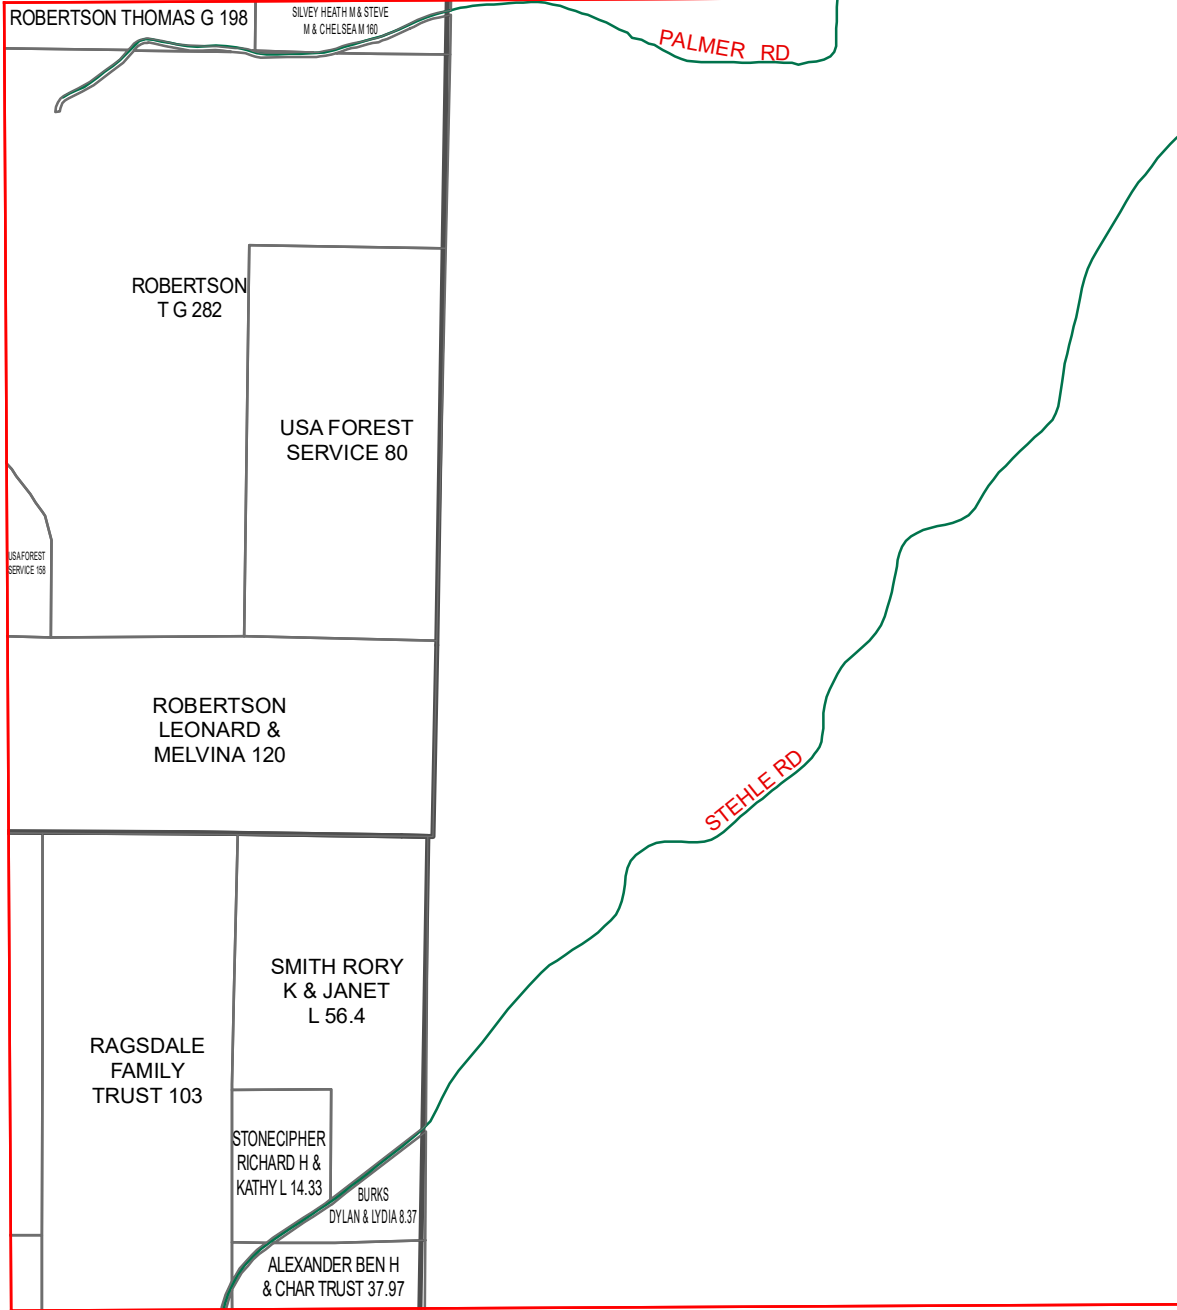 ROBERTSON THOMAS G 198
SILVEY HEATH M & STEVE
M & CHELSEA M 160
PALMER RD
ROBERTSON
T G 282
USA FOREST
SERVICE 80
USA FOREST
SERVICE 158
ROBERTSON
LEONARD &
MELVINA 120
STEHLE RD
SMITH RORY
K & JANET
L 56.4
RAGSDALE
FAMILY
TRUST 103
STONECIPHER
RICHARD H &
KATHY L 14.33
BURKS
DYLAN & LYDIA 8.37
ALEXANDER BEN H
& CHAR TRUST 37.97